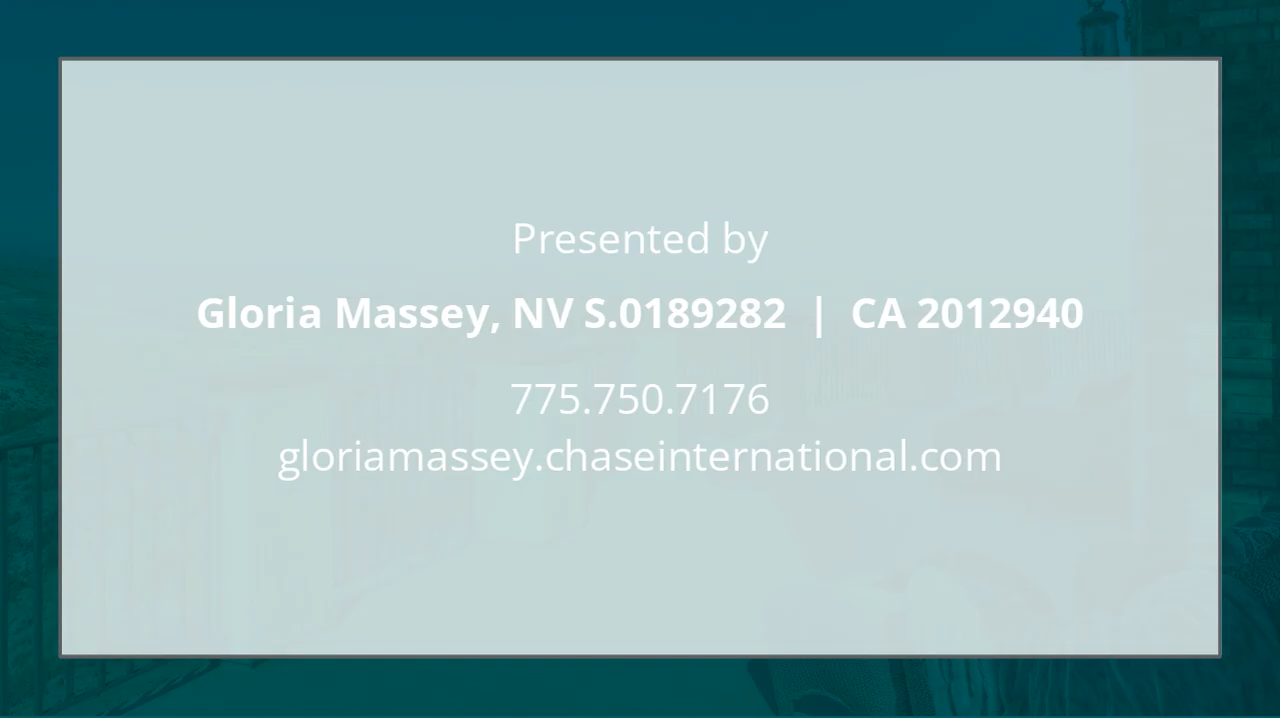 Presented by
Gloria Massey, NV S.0189282 | CA 2012940
775.750.7176
gloriamassey.chaseinternational.com